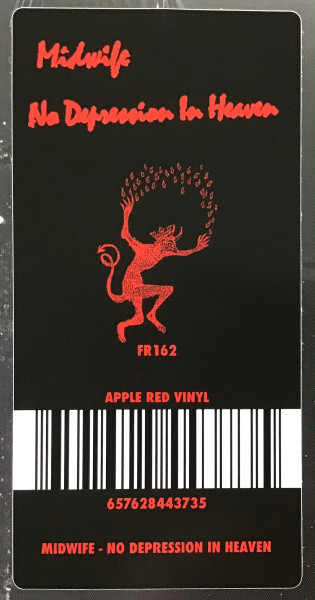 Midwife
No Depression In Heaven
FR162
APPLE RED VINYL
657628443735
MIDWIFE - NO DEPRESSION IN HEAVEN